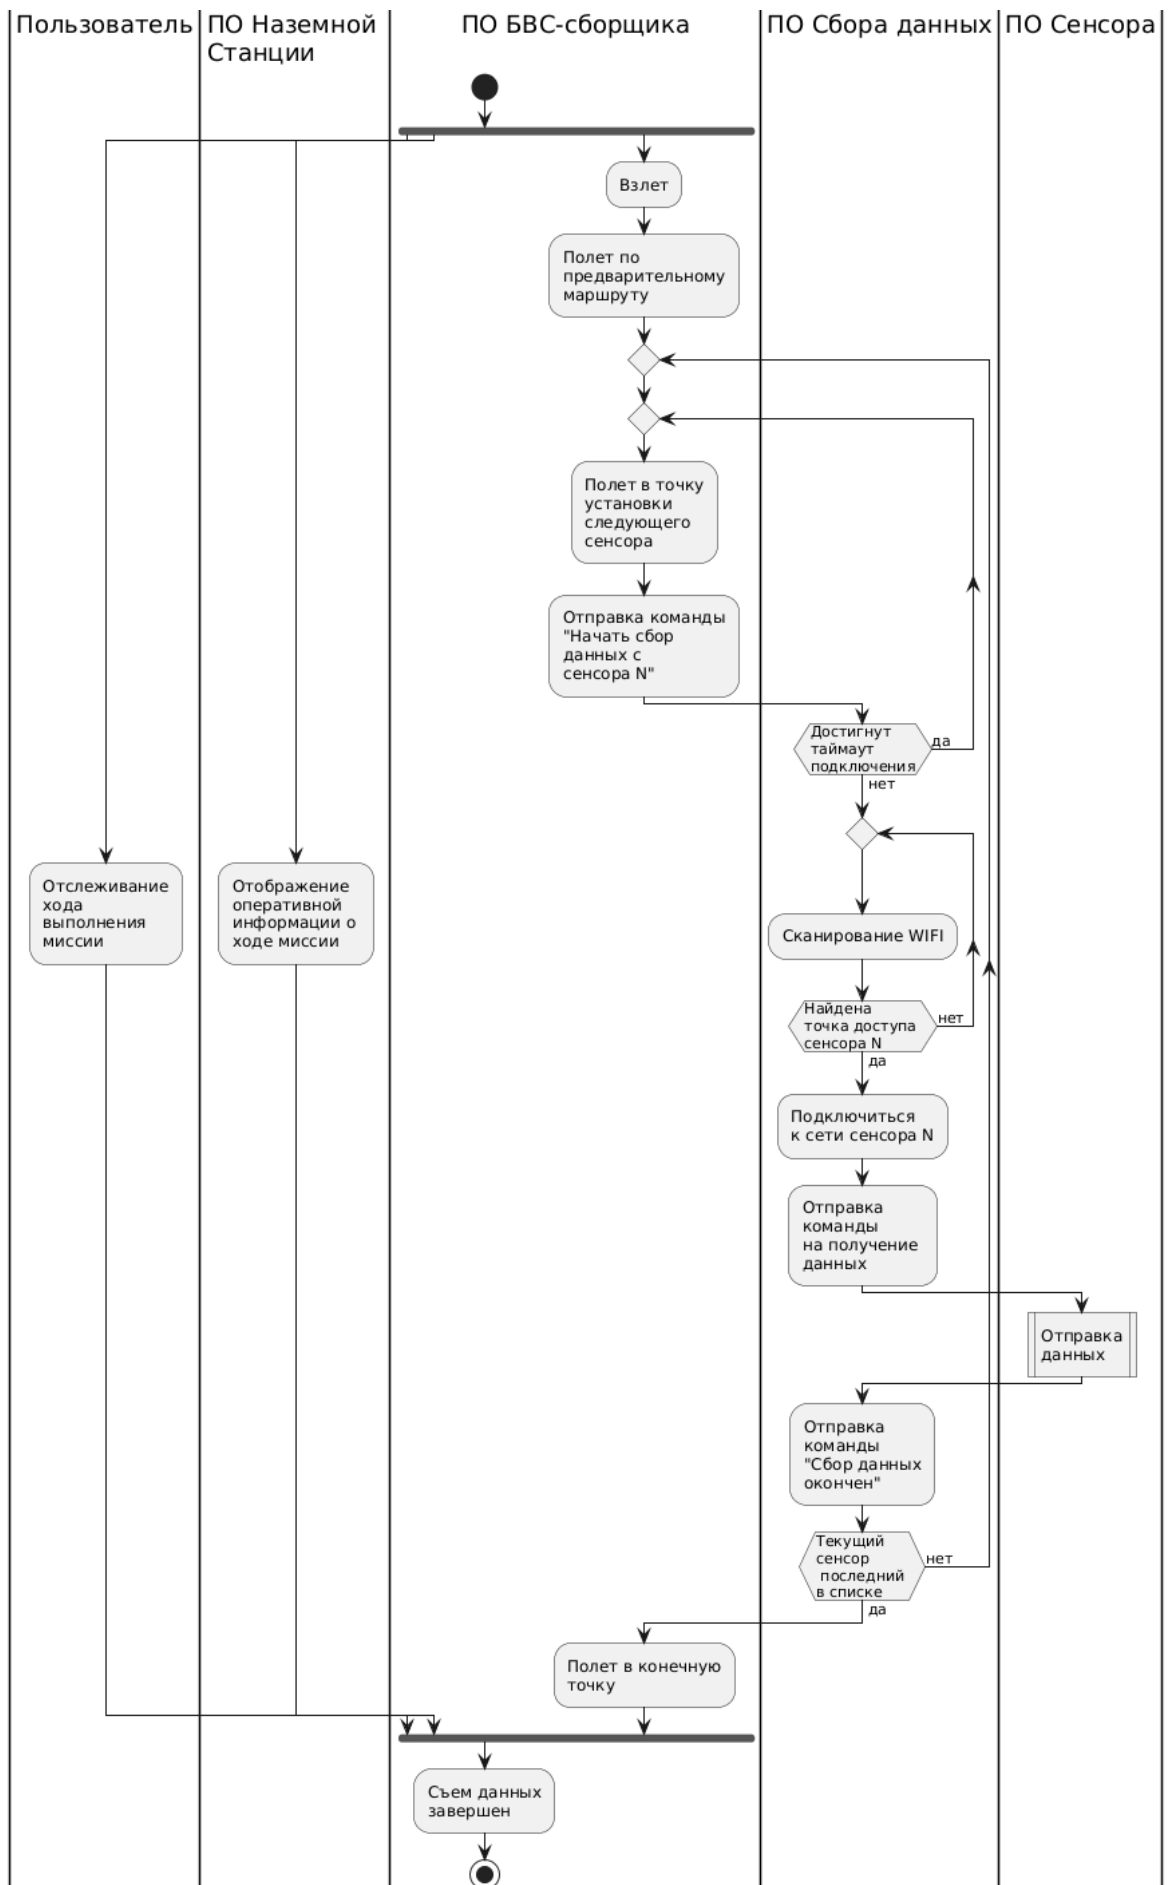 Пользователь
ПО Наземной
Станции
ПО БВС-сборщика
ПО Сбора данных
ПО Сенсора
Взлет
Полет по
предварительному
маршруту
Полет в точку
установки
следующего
сенсора
Отправка команды
"Начать сбор
данных с
сенсора N"
Достигнут
таймаут
подключения
да
нет
Отслеживание
хода
выполнения
миссии
Отображение
оперативной
информации о
ходе миссии
Сканирование WIFI
Найдена
точка доступа
сенсора N
нет
да
Подключиться
к сети сенсора N
Отправка
команды
на получение
данных
Отправка
данных
Отправка
команды
"Сбор данных
окончен"
Текущий
сенсор
последний
в списке
нет
да
Полет в конечную
точку
Съем данных
завершен